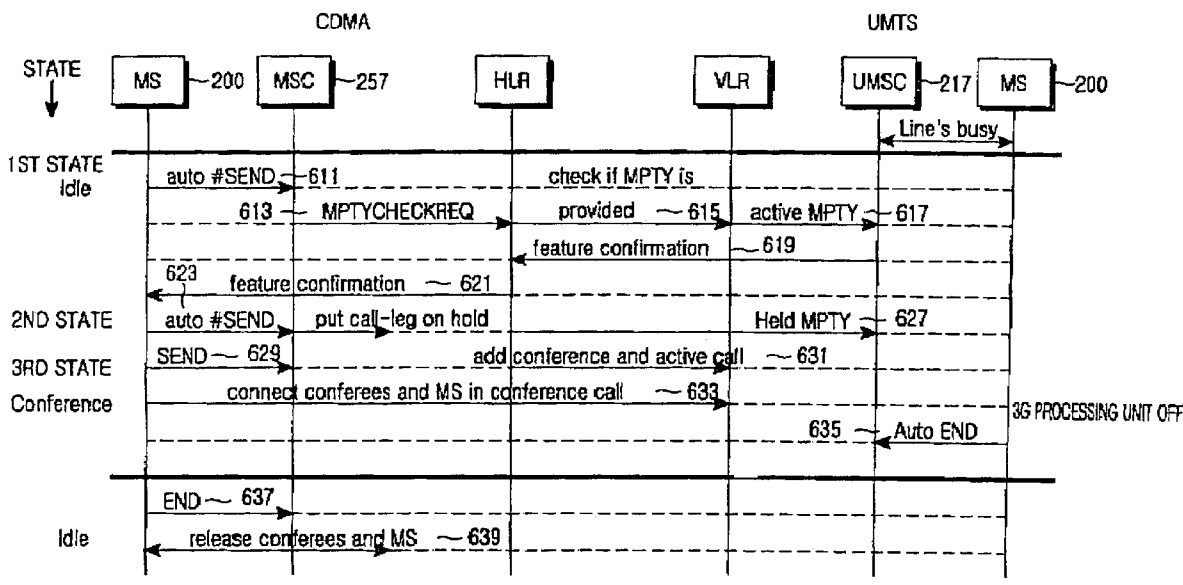 CDMA UMTS
STATE MS 200 MSC 257 HLR VLR UMSC 217 MS 200
Line's busy
1ST STATE
Idle auto #SEND 611 check if MPTY is
613 MPTYCHECKREQ provided 615 active MPTY 617
feature confirmation 619
623 feature confirmation 621
2ND STATE auto #SEND put call-leg on hold Held MPTY 627
3RD STATE SEND 629 add conference and active call 631
Conference connect conferees and MS in conference call 633
3G PROCESSING UNIT OFF
635 Auto END
END 637
Idle release conferees and MS 639